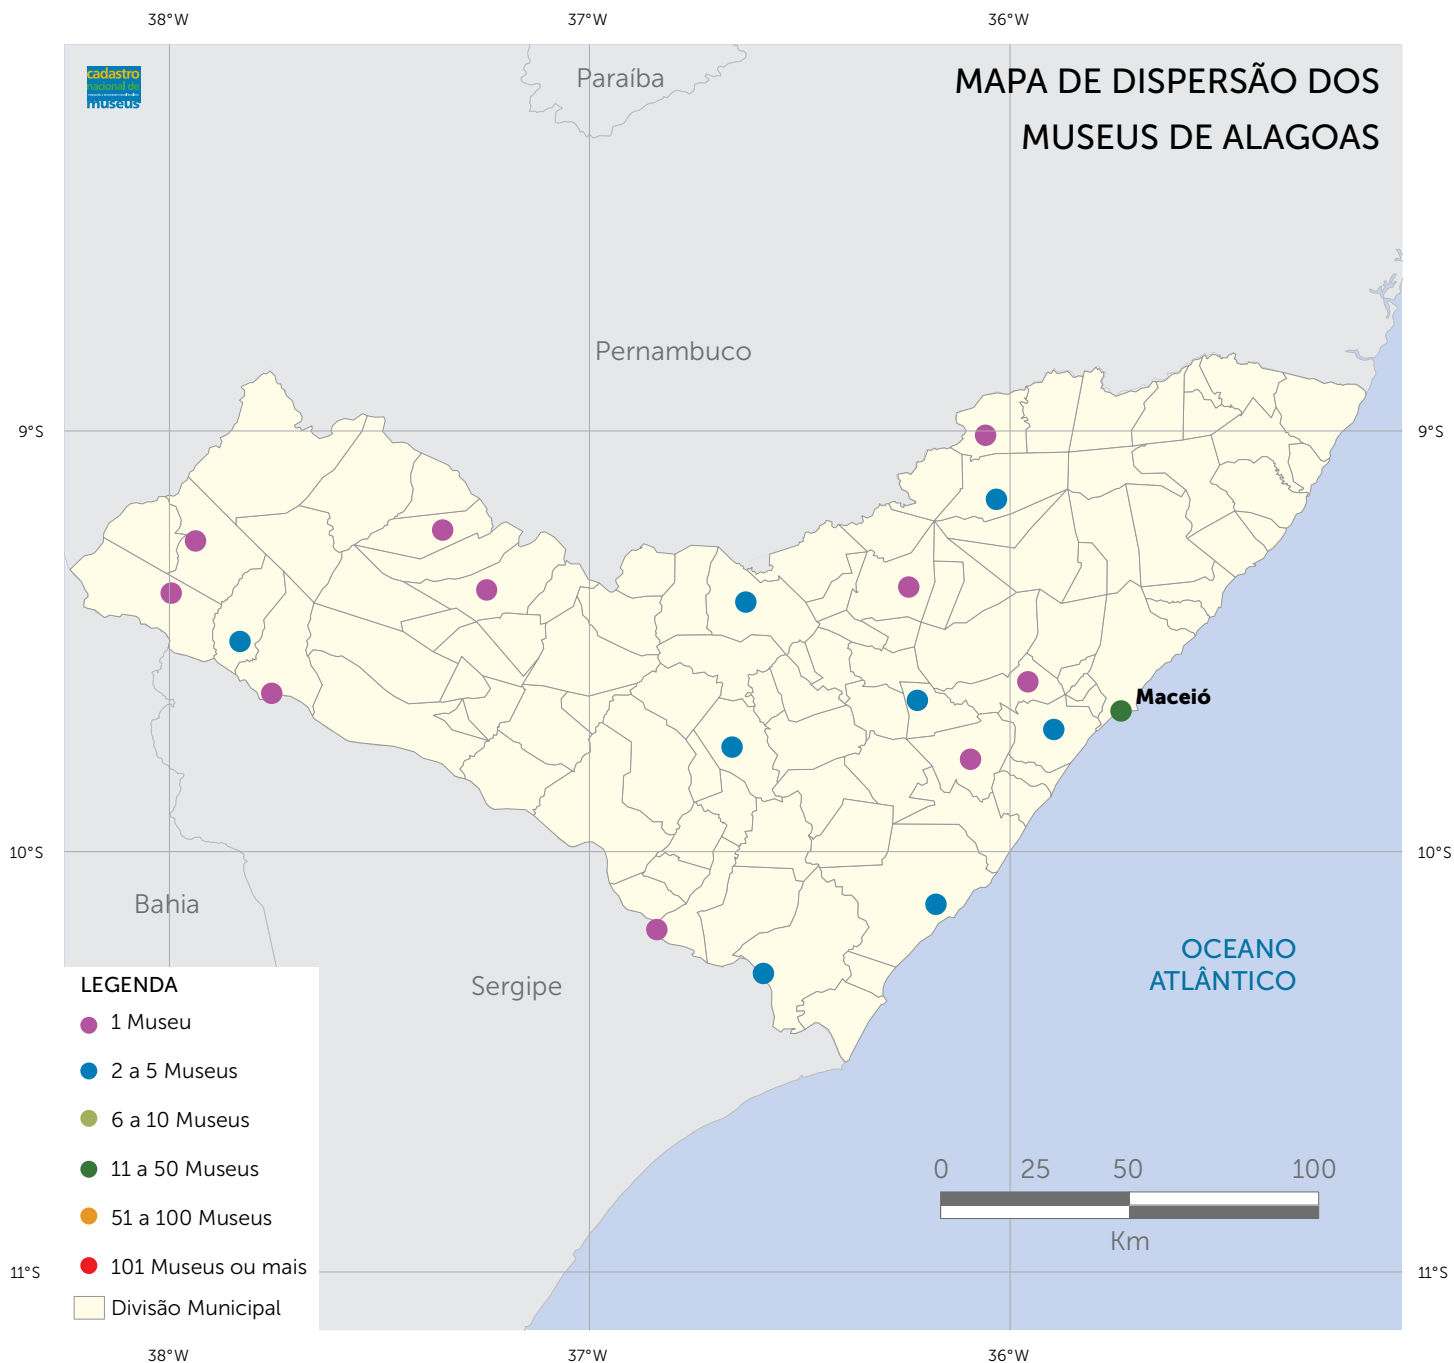 38°W 37°W 36°W
cadastro
nacional de
museus
Paraíba
MAPA DE DISPERSÃO DOS
MUSEUS DE ALAGOAS
Pernambuco
9°S 9°S
Maceió
10°S 10°S
Bahia
OCEANO
ATLÂNTICO
Sergipe
LEGENDA
1 Museu
2 a 5 Museus
6 a 10 Museus
11 a 50 Museus
51 a 100 Museus
101 Museus ou mais
Divisão Municipal
0 25 50 100
Km
11°S 11°S
38°W 37°W 36°W